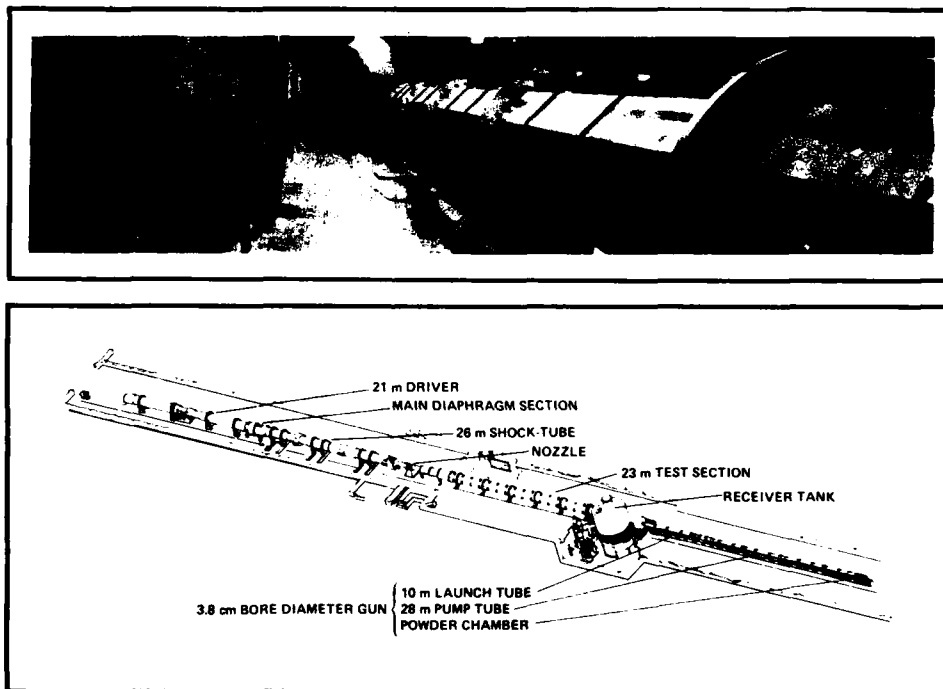 21 m DRIVER
MAIN DIAPHRAGM SECTION
26 m SHOCK-TUBE
NOZZLE
23 m TEST SECTION
RECEIVER TANK
3.8 cm BORE DIAMETER GUN
10 m LAUNCH TUBE
28 m PUMP TUBE
POWDER CHAMBER